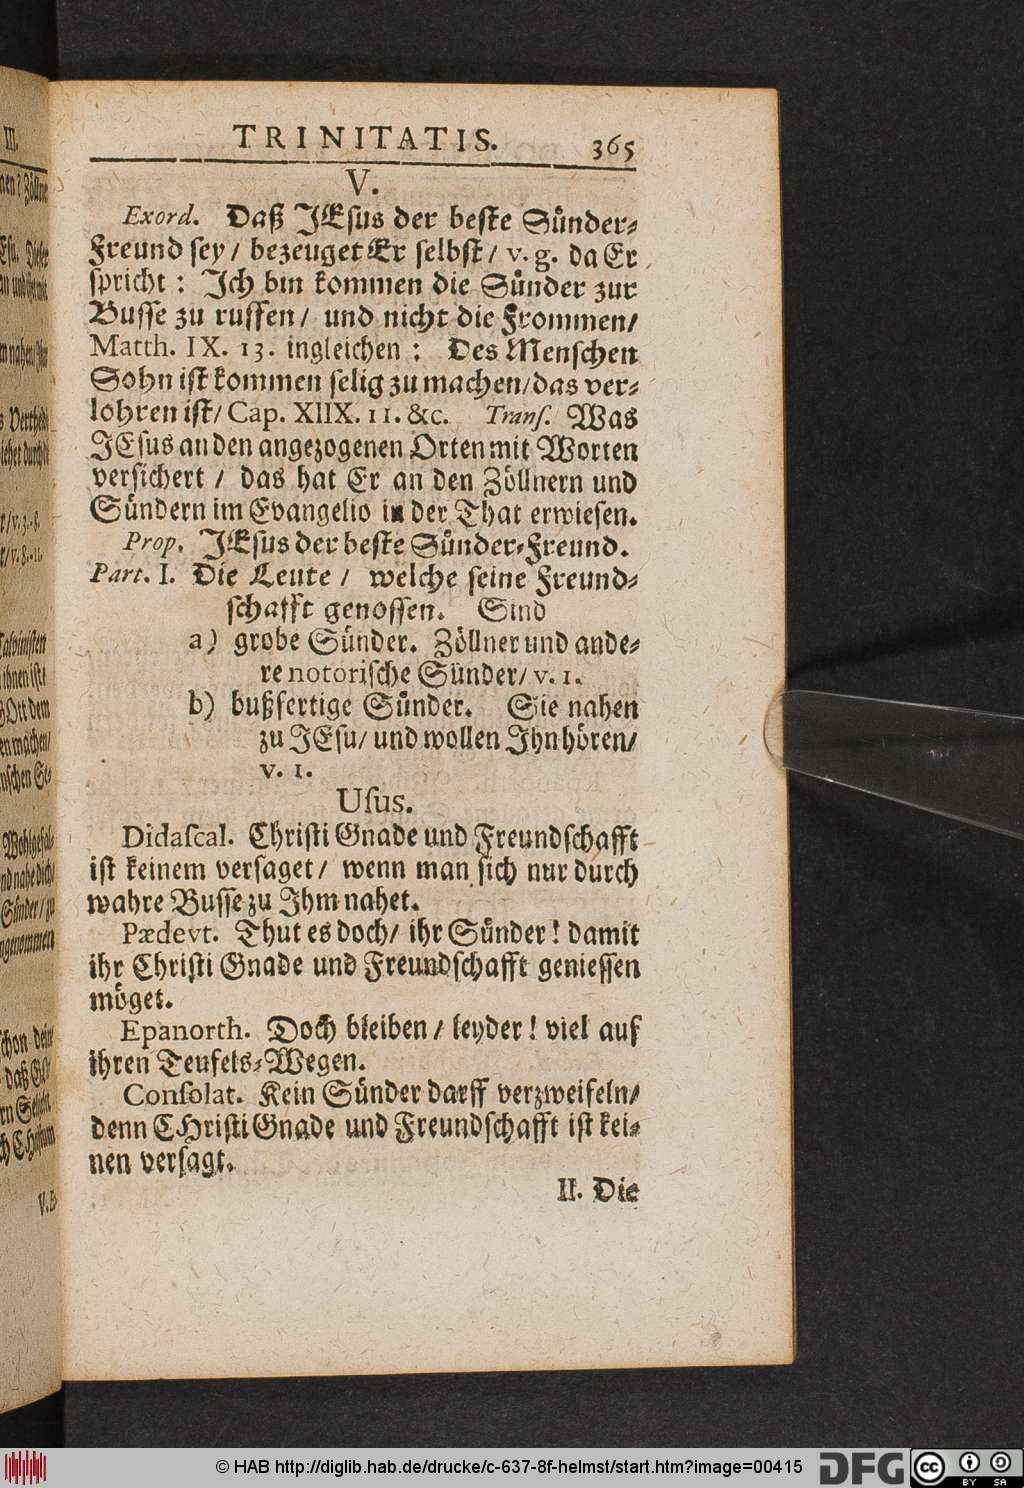 TRINITATIS. 365
V.
Exord. Daß JEsus der beste Sünder-
Freund sey / bezeuget Er selbst / v. g. da Er
spricht : Ich bin kommen die Sünder zur
Busse zu ruffen / und nicht die Frommen /
Matth. IX. 13. ingleichen : Des Menschen
Sohn ist kommen selig zu machen / das ver-
lohren ist / Cap. XIIX. 11. &c. Transf. Was
JEsus an den angezogenen Orten mit Worten
versichert / das hat Er an den Zöllnern und
Sündern im Evangelio in der That erwiesen.
Prop. JEsus der beste Sünder-Freund.
Part. I. Die Leute / welche seine Freund-
schafft genossen. Sind
a) grobe Sünder. Zöllner und ande-
re notorische Sünder / v. 1.
b) bußfertige Sünder. Sie nahen
zu JEsu / und wollen Ihn hören /
v. 1.
Usus.
Didascal. Christi Gnade und Freundschafft
ist keinem versaget / wenn man sich nur durch
wahre Busse zu Ihm nahet.
Pædevt. Thut es doch / ihr Sünder ! damit
ihr Christi Gnade und Freundschafft geniessen
möget.
Epanorth. Doch bleiben / leyder ! viel auf
ihren Teufels-Wegen.
Consolat. Kein Sünder darff verzweifeln /
denn CHristi Gnade und Freundschafft ist kei-
nen versagt.
II. Die
© HAB http://diglib.hab.de/drucke/c-637-8f-helmst/start.htm?image=00415 DFG cc BY SA